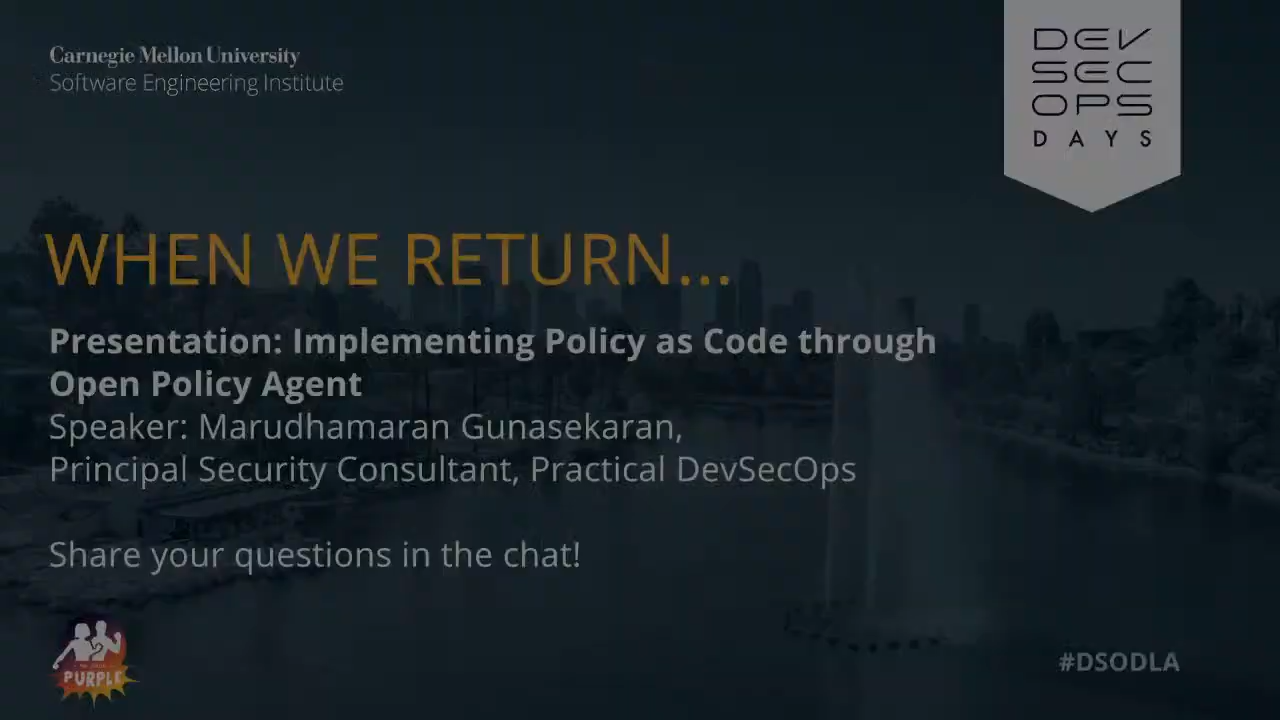 Carnegie Mellon University
Software Engineering Institute
DEV
SEC
OPS
DAYS
WHEN WE RETURN...
Presentation: Implementing Policy as Code through
Open Policy Agent
Speaker: Marudhamaran Gunasekaran,
Principal Security Consultant, Practical DevSecOps
Share your questions in the chat!
PURPLE
#DSODLA